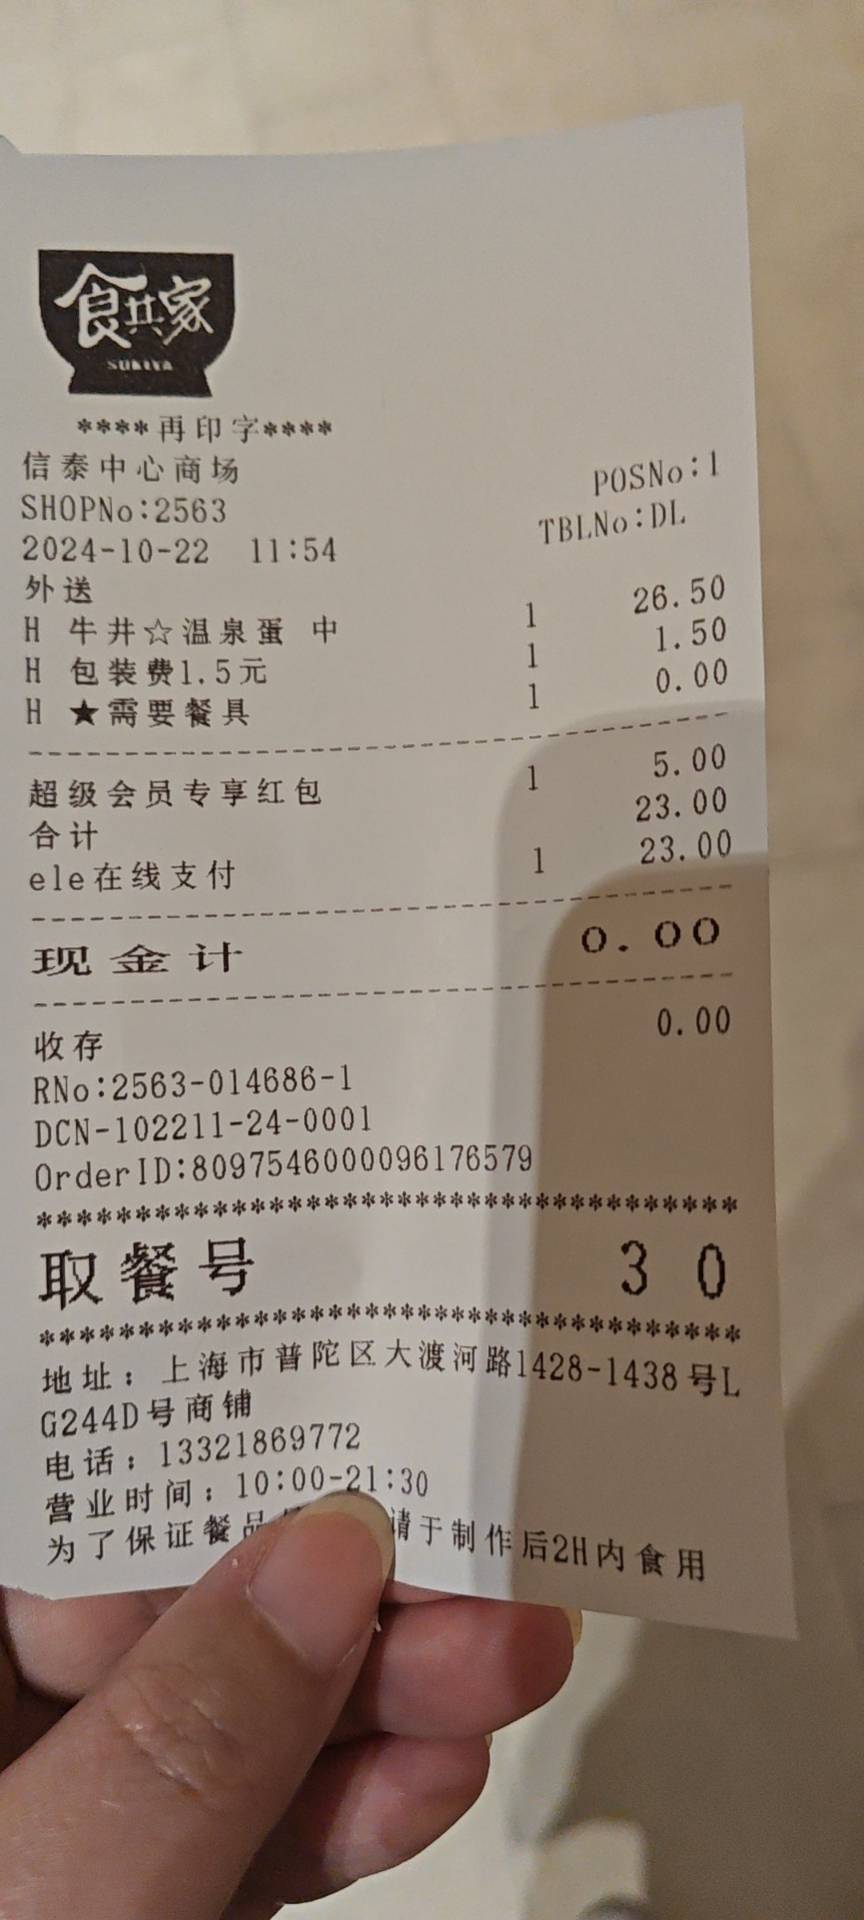 食其家
SUKIYA
****再印字****
信泰中心商场 POSNo:1
SHOPNo:2563 TBLNo:DL
2024-10-22 11:54
外送
H 牛井☆温泉蛋 中 1 26.50
H 包装费1.5元 1 1.50
H ★需要餐具 1 0.00
超级会员专享红包 1 5.00
合计 23.00
ele在线支付 1 23.00
现金计 0.00
收存 0.00
RNo:2563-014686-1
DCN-102211-24-0001
OrderID:8097546000096176579
**************************************
取餐号 30
**************************************
地址：上海市普陀区大渡河路1428-1438号L
G244D号商铺
电话：13321869772
营业时间：10:00-21:30
为了保证餐品 请于制作后2H内食用